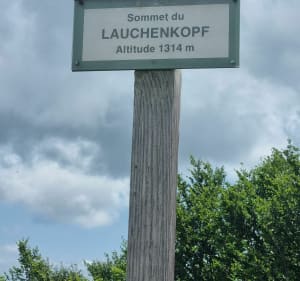 Sommet du
LAUCHENKOPF
Altitude 1314 m